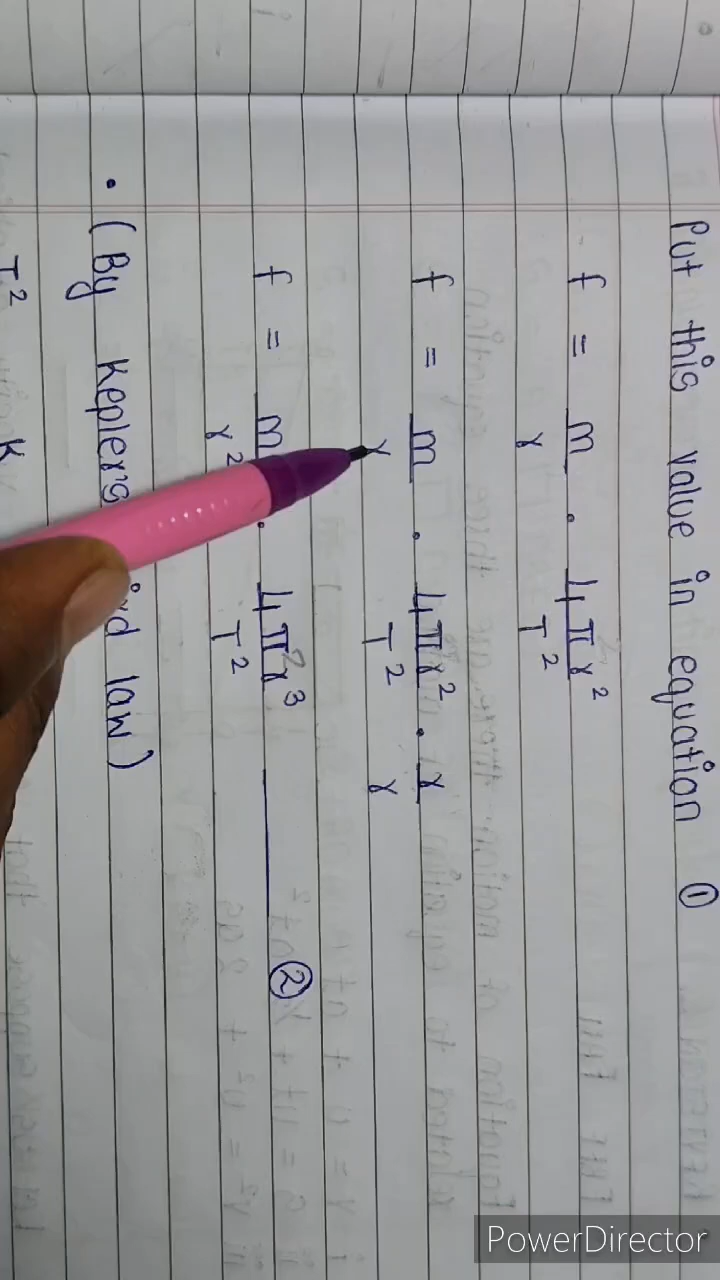 Put this value in equation ①
f = m/r . 4π²r²/T²
f = m/r . 4π²r²/T² . r/r
f = m/r² . 4π²r³/T² — ②
• (By Kepler's law)
T² K
PowerDirector